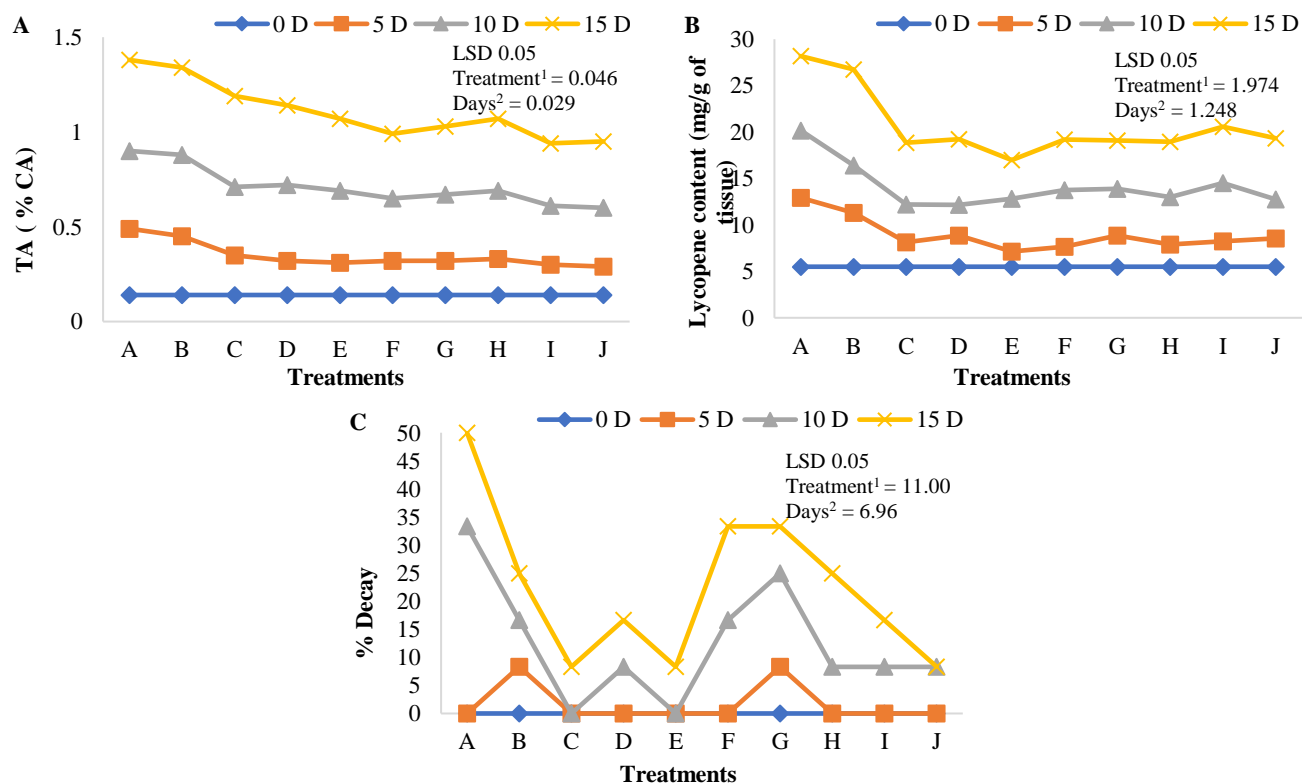 A
0 D 5 D 10 D 15 D
LSD 0.05
Treatment¹ = 0.046
Days² = 0.029
TA ( % CA)
1.5
1
0.5
0
A B C D E F G H I J
Treatments
B
0 D 5 D 10 D 15 D
LSD 0.05
Treatment¹ = 1.974
Days² = 1.248
Lycopene content (mg/g of
tissue)
30
25
20
15
10
5
0
A B C D E F G H I J
Treatments
C
0 D 5 D 10 D 15 D
LSD 0.05
Treatment¹ = 11.00
Days² = 6.96
% Decay
50
45
40
35
30
25
20
15
10
5
0
A B C D E F G H I J
Treatments